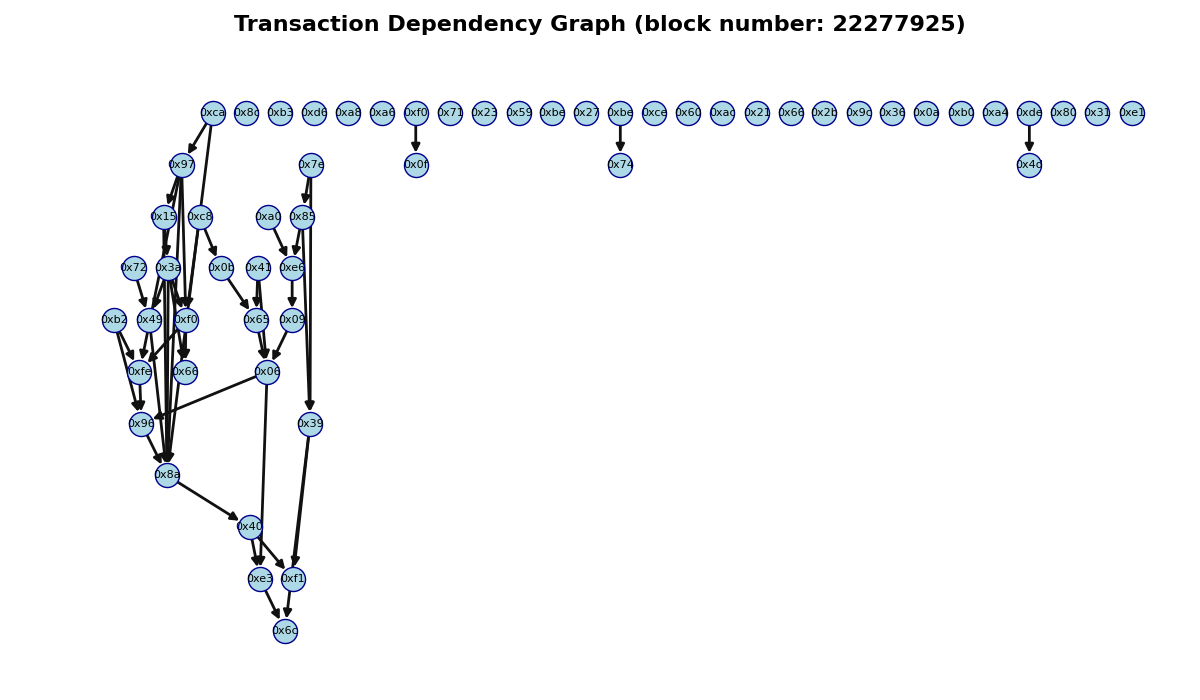 Transaction Dependency Graph (block number: 22277925)
0xca 0x8c 0xb3 0xd6 0xa8 0xa6 0xf0 0x71 0x23 0x59 0xbe 0x27 0xbe 0xce 0x60 0xac 0x21 0x66 0x2b 0x9c 0x36 0x0a 0xb0 0xa4 0xde 0x80 0x31 0xe1
0x97 0x7e 0x0f 0x74 0x4d
0x15 0xc8 0xa0 0x85
0x72 0x3a 0x0b 0x41 0xe6
0xb2 0x49 0xf0 0x65 0x09
0xfe 0x66 0x06
0x96 0x39
0x8a
0x40
0xe3 0xf1
0x6c